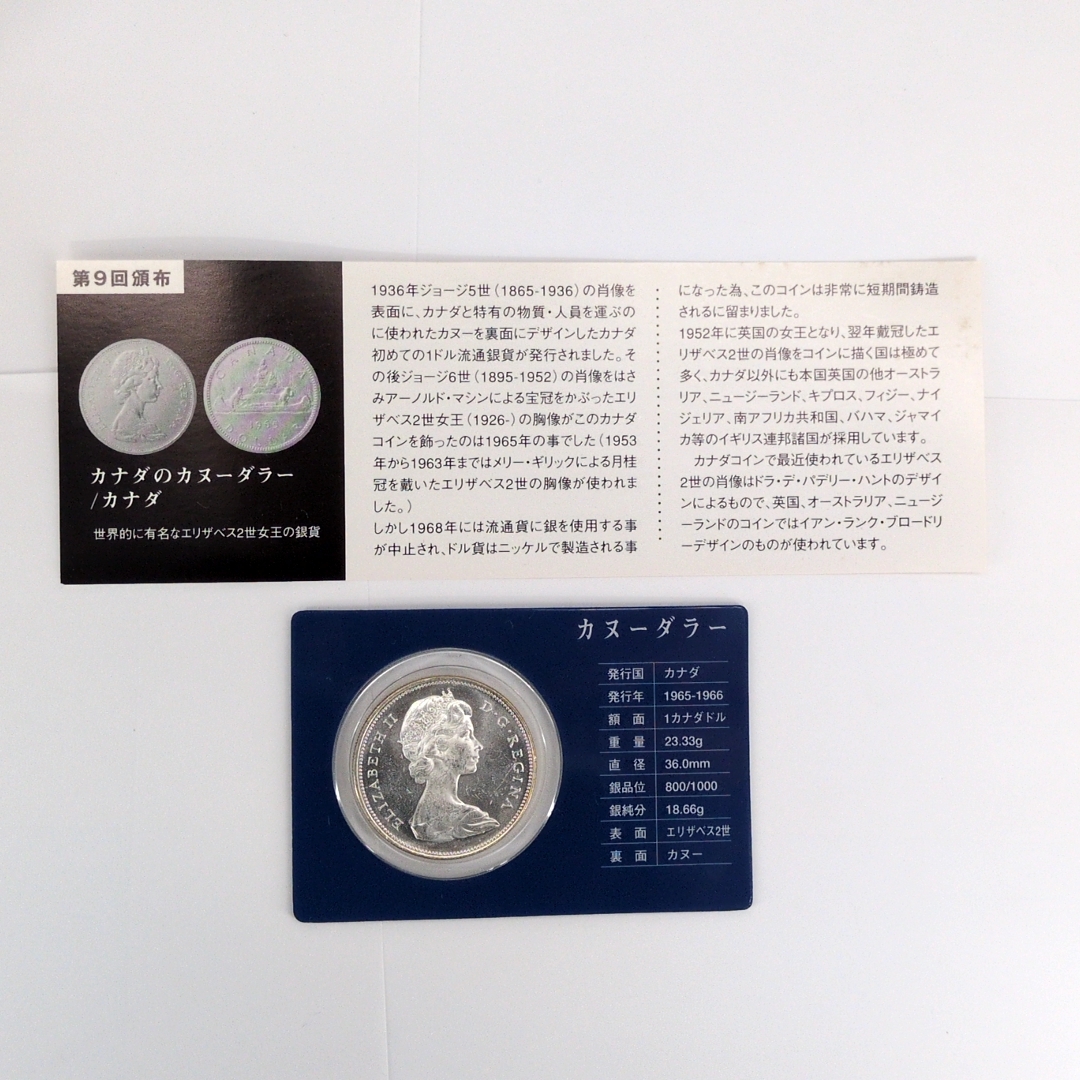 第9回頒布
カナダのカヌーダラー
/カナダ
世界的に有名なエリザベス2世女王の銀貨
1936年ジョージ5世（1865-1936）の肖像を
表面に、カナダと特有の物質・人員を運ぶの
に使われたカヌーを裏面にデザインしたカナダ
初めての1ドル流通銀貨が発行されました。そ
の後ジョージ6世（1895-1952）の肖像をはさ
みアーノルド・マシンによる宝冠をかぶったエリ
ザベス2世女王（1926-）の胸像がこのカナダ
コインを飾ったのは1965年の事でした（1953
年から1963年まではメリー・ギリックによる月桂
冠を戴いたエリザベス2世の胸像が使われま
した。）
しかし1968年には流通貨に銀を使用する事
が中止され、ドル貨はニッケルで製造される事
になった為、このコインは非常に短期間鋳造
されるに留まりました。
1952年に英国の女王となり、翌年戴冠したエ
リザベス2世の肖像をコインに描く国は極めて
多く、カナダ以外にも本国英国の他オーストラ
リア、ニュージーランド、キプロス、フィジー、ナイ
ジェリア、南アフリカ共和国、バハマ、ジャマイ
カ等のイギリス連邦諸国が採用しています。
カナダコインで最近使われているエリザベス
2世の肖像はドラ・デ・パデリー・ハントのデザイ
ンによるもので、英国、オーストラリア、ニュージ
ーランドのコインではイアン・ランク・ブロードリ
ーデザインのものが使われています。
カヌーダラー
発行国 カナダ
発行年 1965-1966
額面 1カナダドル
重量 23.33g
直径 36.0mm
銀品位 800/1000
銀純分 18.66g
表面 エリザベス2世
裏面 カヌー
ELIZABETH II D·G·REGINA